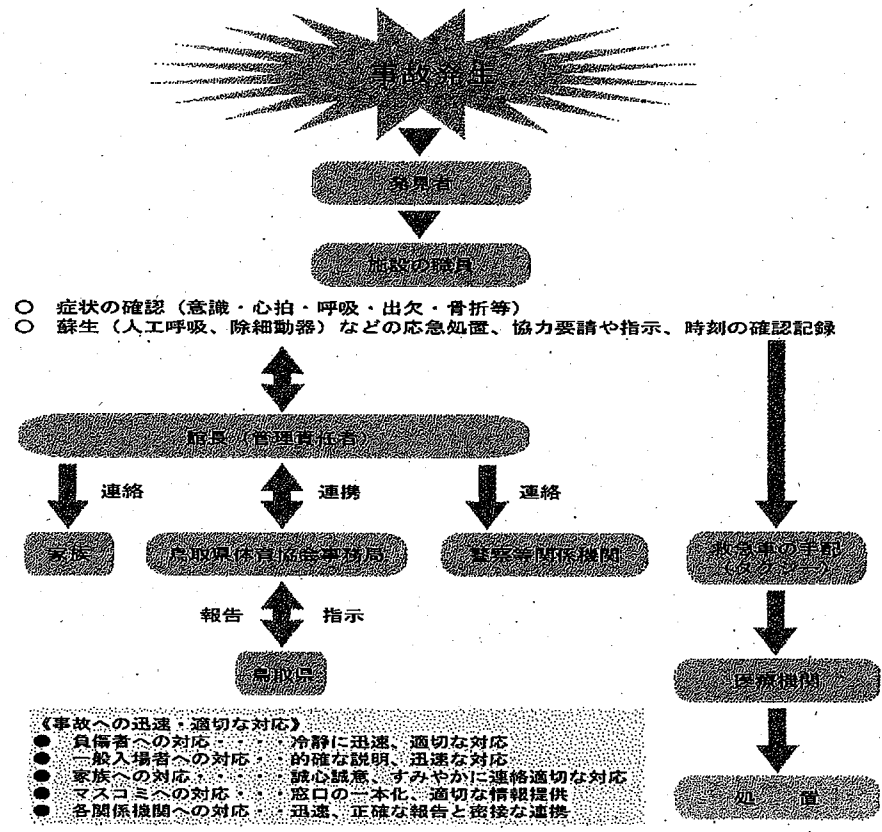 事故発生
発見者
施設の職員
○ 症状の確認（意識・心拍・呼吸・出欠・骨折等）
○ 蘇生（人工呼吸、除細動器）などの応急処置、協力要請や指示、時刻の確認記録
館長（管理責任者）
連絡
連携
連絡
家族
鳥取県体育協会事務局
警察等関係機関
救急車の手配
（タクシー）
報告
指示
鳥取県
医療機関
処　置
《事故への迅速・適切な対応》
● 負傷者への対応・・・・冷静に迅速、適切な対応
● 一般入場者への対応・・的確な説明、迅速な対応
● 家族への対応・・・・・誠心誠意、すみやかに連絡適切な対応
● マスコミへの対応・・・窓口の一本化、適切な情報提供
● 各関係機関への対応・・迅速、正確な報告と密接な連携